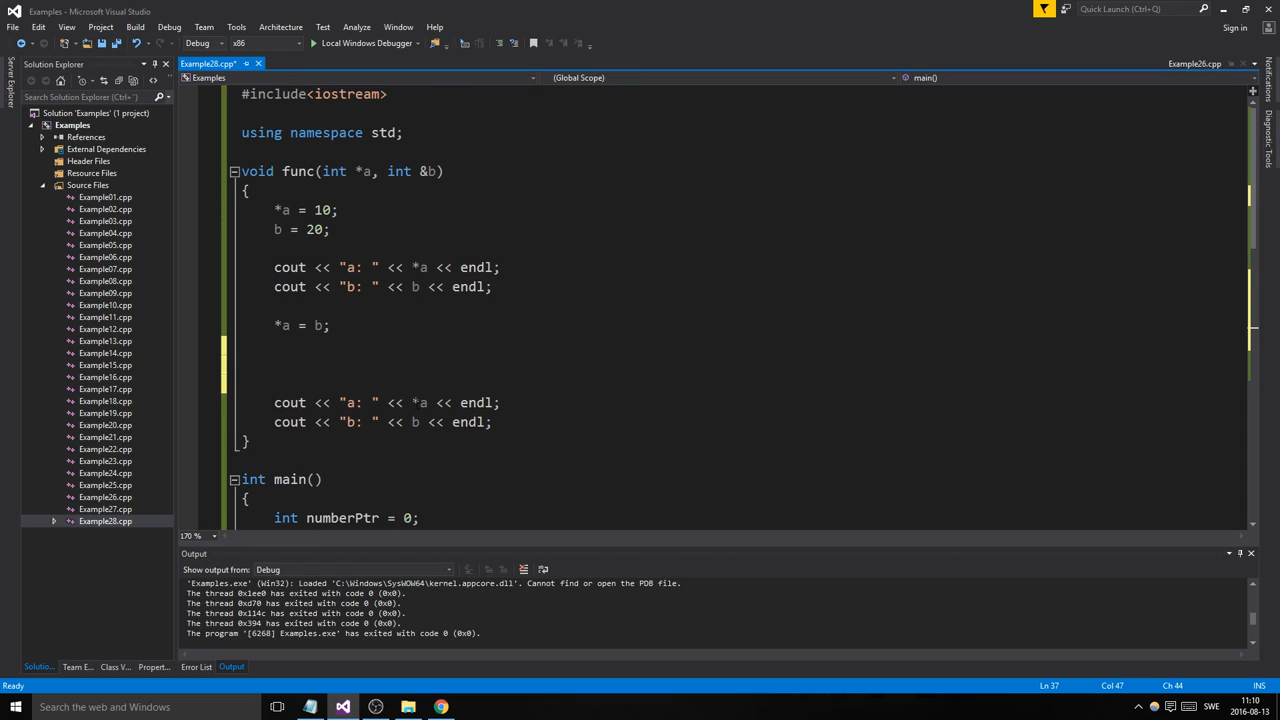 Examples - Microsoft Visual Studio
Quick Launch (Ctrl+Q)
File Edit View Project Build Debug Team Tools Architecture Test Analyze Window Help
Sign in
Debug x86 Local Windows Debugger
Server Explorer
Solution Explorer
Search Solution Explorer (Ctrl+
Solution 'Examples' (1 project)
Examples
References
External Dependencies
Header Files
Resource Files
Source Files
Example01.cpp
Example02.cpp
Example03.cpp
Example04.cpp
Example05.cpp
Example06.cpp
Example07.cpp
Example08.cpp
Example09.cpp
Example10.cpp
Example11.cpp
Example12.cpp
Example13.cpp
Example14.cpp
Example15.cpp
Example16.cpp
Example17.cpp
Example18.cpp
Example19.cpp
Example20.cpp
Example21.cpp
Example22.cpp
Example23.cpp
Example24.cpp
Example25.cpp
Example26.cpp
Example27.cpp
Example28.cpp
Solutio... Team E... Class V... Propert...
Example28.cpp*
Example26.cpp
Examples (Global Scope) main()
#include<iostream>
using namespace std;
void func(int *a, int &b)
{
*a = 10;
b = 20;
cout << "a: " << *a << endl;
cout << "b: " << b << endl;
*a = b;
cout << "a: " << *a << endl;
cout << "b: " << b << endl;
}
int main()
{
int numberPtr = 0;
170 %
Notifications
Diagnostic Tools
Output
Show output from: Debug
'Examples.exe' (Win32): Loaded 'C:\Windows\SysWOW64\kernel.appcore.dll'. Cannot find or open the PDB file.
The thread 0x1ee0 has exited with code 0 (0x0).
The thread 0xd70 has exited with code 0 (0x0).
The thread 0x114c has exited with code 0 (0x0).
The thread 0x394 has exited with code 0 (0x0).
The program '[6268] Examples.exe' has exited with code 0 (0x0).
Error List Output
Ready Ln 37 Col 47 Ch 44 INS
Search the web and Windows
SWE
11:10
2016-08-13